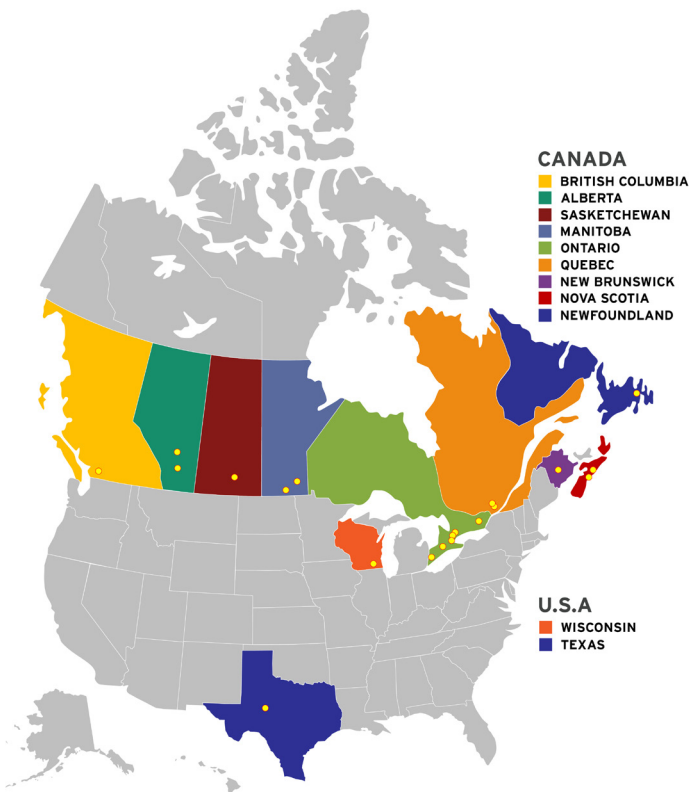 CANADA
BRITISH COLUMBIA
ALBERTA
SASKETCHEWAN
MANITOBA
ONTARIO
QUEBEC
NEW BRUNSWICK
NOVA SCOTIA
NEWFOUNDLAND
U.S.A
WISCONSIN
TEXAS